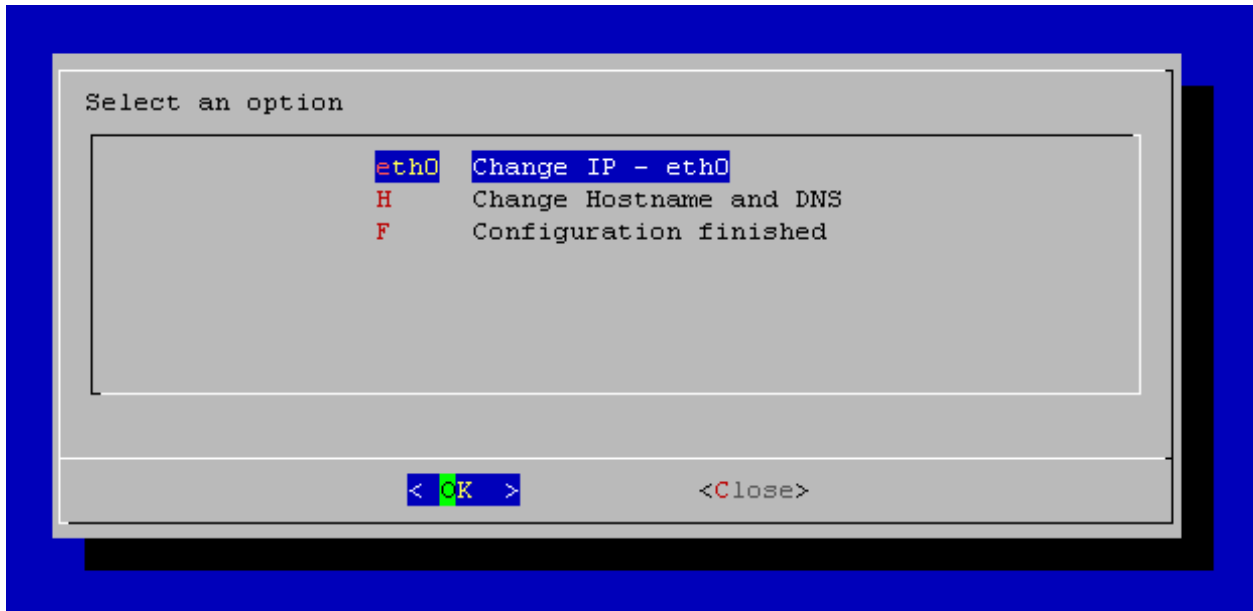 Select an option
eth0 Change IP - eth0
H Change Hostname and DNS
F Configuration finished
< OK > <Close>